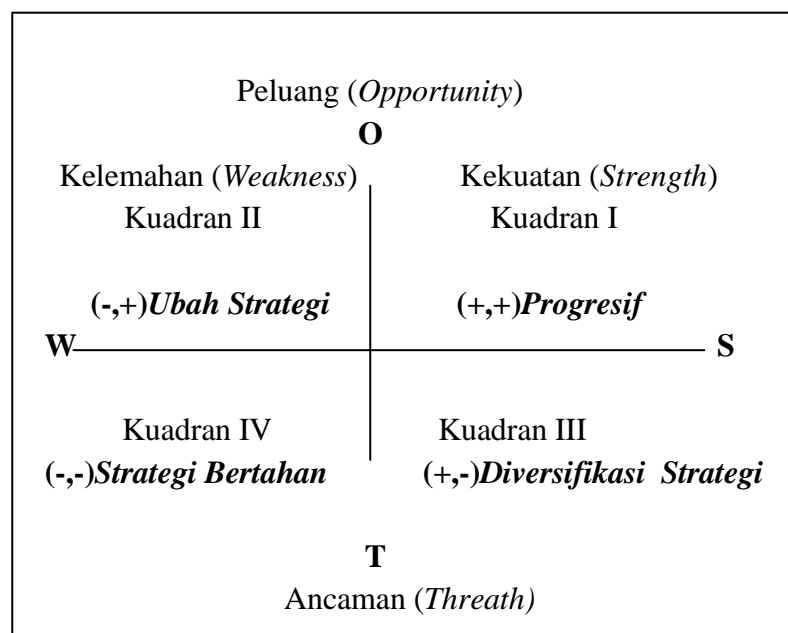 Peluang (Opportunity)
O
Kelemahan (Weakness) Kekuatan (Strength)
Kuadran II Kuadran I
(-,+)Ubah Strategi (+,+)Progresif
W S
Kuadran IV Kuadran III
(-,-)Strategi Bertahan (+,-)Diversifikasi Strategi
T
Ancaman (Threath)